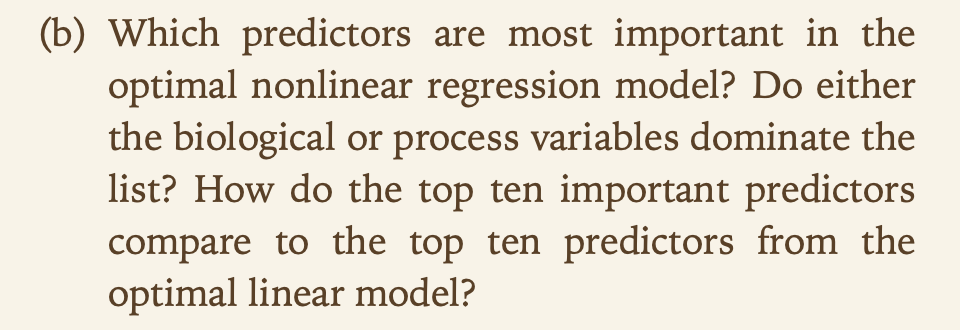 (b) Which predictors are most important in the
optimal nonlinear regression model? Do either
the biological or process variables dominate the
list? How do the top ten important predictors
compare to the top ten predictors from the
optimal linear model?